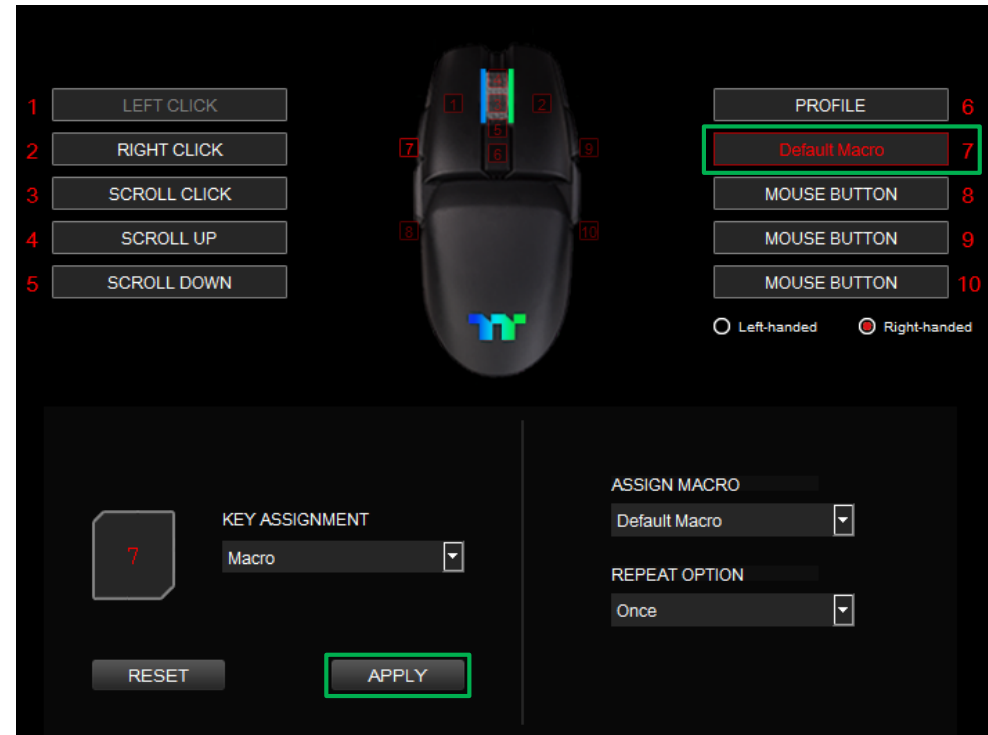 1 LEFT CLICK
2 RIGHT CLICK
3 SCROLL CLICK
4 SCROLL UP
5 SCROLL DOWN
1
2
5
6
7
8
9
10
PROFILE 6
Default Macro 7
MOUSE BUTTON 8
MOUSE BUTTON 9
MOUSE BUTTON 10
Left-handed Right-handed
7
KEY ASSIGNMENT
Macro
RESET APPLY
ASSIGN MACRO
Default Macro
REPEAT OPTION
Once